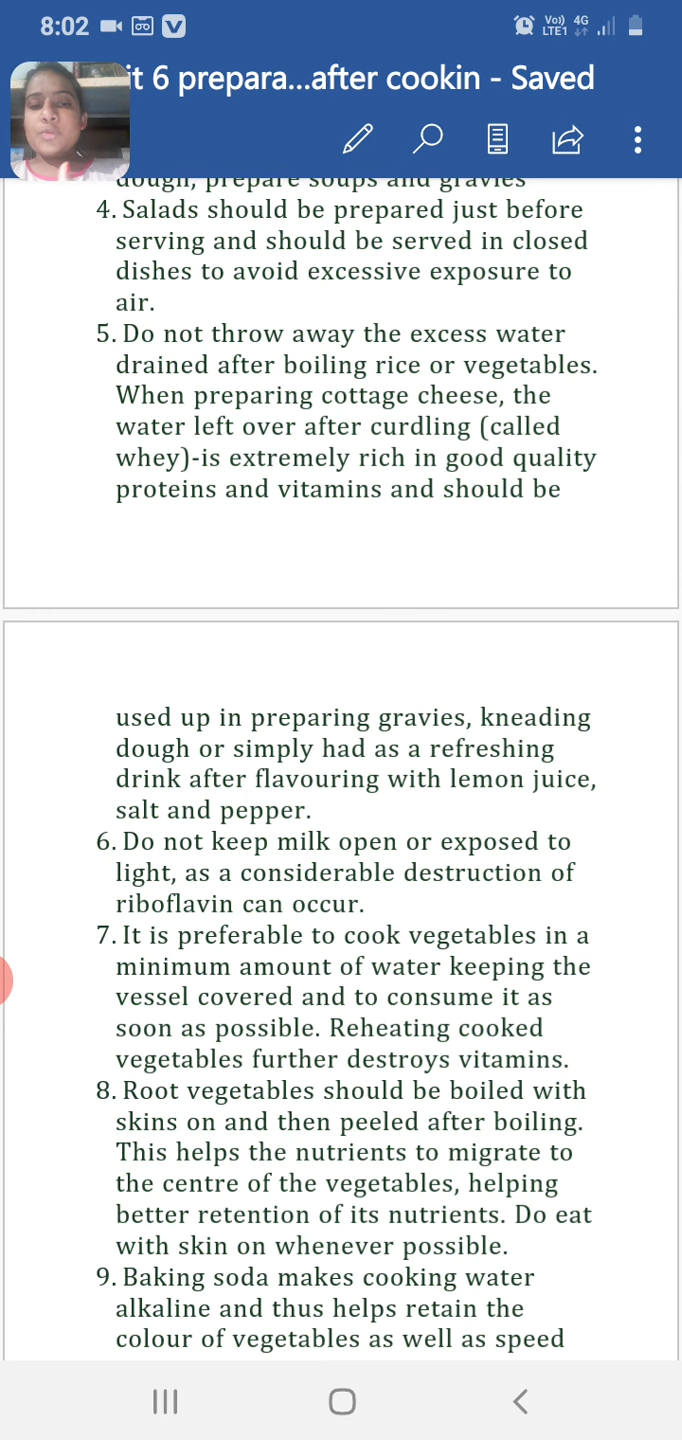 8:02
Vo)) 4G
LTE1
it 6 prepara...after cookin - Saved
dough, prepare soups and gravies
4. Salads should be prepared just before
serving and should be served in closed
dishes to avoid excessive exposure to
air.
5. Do not throw away the excess water
drained after boiling rice or vegetables.
When preparing cottage cheese, the
water left over after curdling (called
whey)-is extremely rich in good quality
proteins and vitamins and should be
used up in preparing gravies, kneading
dough or simply had as a refreshing
drink after flavouring with lemon juice,
salt and pepper.
6. Do not keep milk open or exposed to
light, as a considerable destruction of
riboflavin can occur.
7. It is preferable to cook vegetables in a
minimum amount of water keeping the
vessel covered and to consume it as
soon as possible. Reheating cooked
vegetables further destroys vitamins.
8. Root vegetables should be boiled with
skins on and then peeled after boiling.
This helps the nutrients to migrate to
the centre of the vegetables, helping
better retention of its nutrients. Do eat
with skin on whenever possible.
9. Baking soda makes cooking water
alkaline and thus helps retain the
colour of vegetables as well as speed